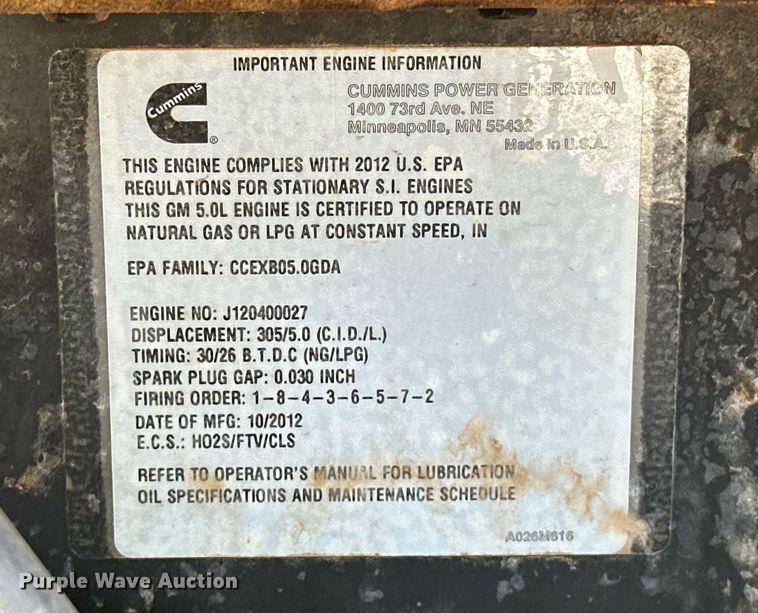 IMPORTANT ENGINE INFORMATION
Cummins
®
CUMMINS POWER GENERATION
1400 73rd Ave. NE
Minneapolis, MN 55432
Made in U.S.A.
THIS ENGINE COMPLIES WITH 2012 U.S. EPA
REGULATIONS FOR STATIONARY S.I. ENGINES
THIS GM 5.0L ENGINE IS CERTIFIED TO OPERATE ON
NATURAL GAS OR LPG AT CONSTANT SPEED, IN
EPA FAMILY: CCEXB05.0GDA
ENGINE NO: J120400027
DISPLACEMENT: 305/5.0 (C.I.D./L.)
TIMING: 30/26 B.T.D.C (NG/LPG)
SPARK PLUG GAP: 0.030 INCH
FIRING ORDER: 1-8-4-3-6-5-7-2
DATE OF MFG: 10/2012
E.C.S.: HO2S/FTV/CLS
REFER TO OPERATOR'S MANUAL FOR LUBRICATION
OIL SPECIFICATIONS AND MAINTENANCE SCHEDULE
A026M616
Purple Wave Auction